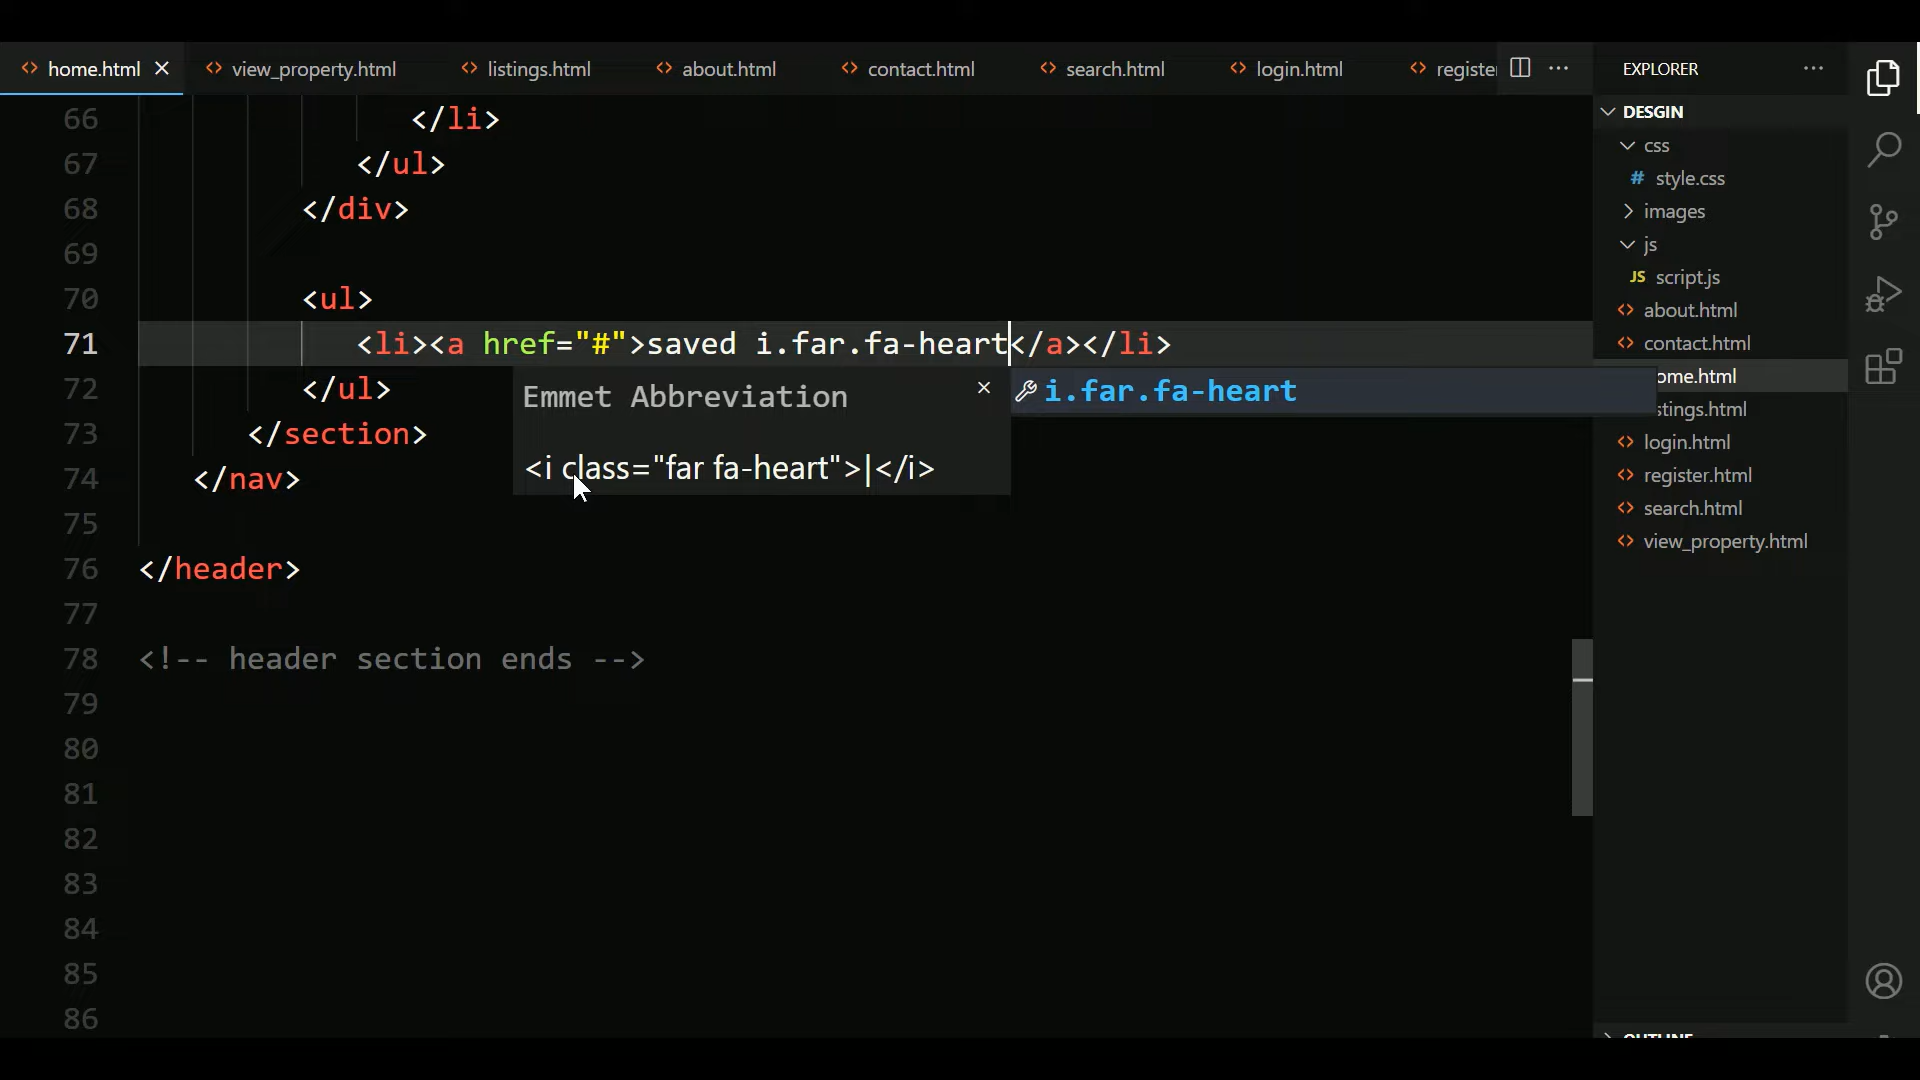 home.html
view_property.html
listings.html
about.html
contact.html
search.html
login.html
registe
EXPLORER
66 </li>
67 </ul>
68 </div>
69
70 <ul>
71 <li><a href="#">saved i.far.fa-heart</a></li>
72 </ul>
73 </section>
74 </nav>
75
76 </header>
77
78 <!-- header section ends -->
79
80
81
82
83
84
85
86
Emmet Abbreviation
<i class="far fa-heart">|</i>
i.far.fa-heart
DESGIN
css
# style.css
images
js
JS script.js
about.html
contact.html
ome.html
stings.html
login.html
register.html
search.html
view_property.html
OUTLINE